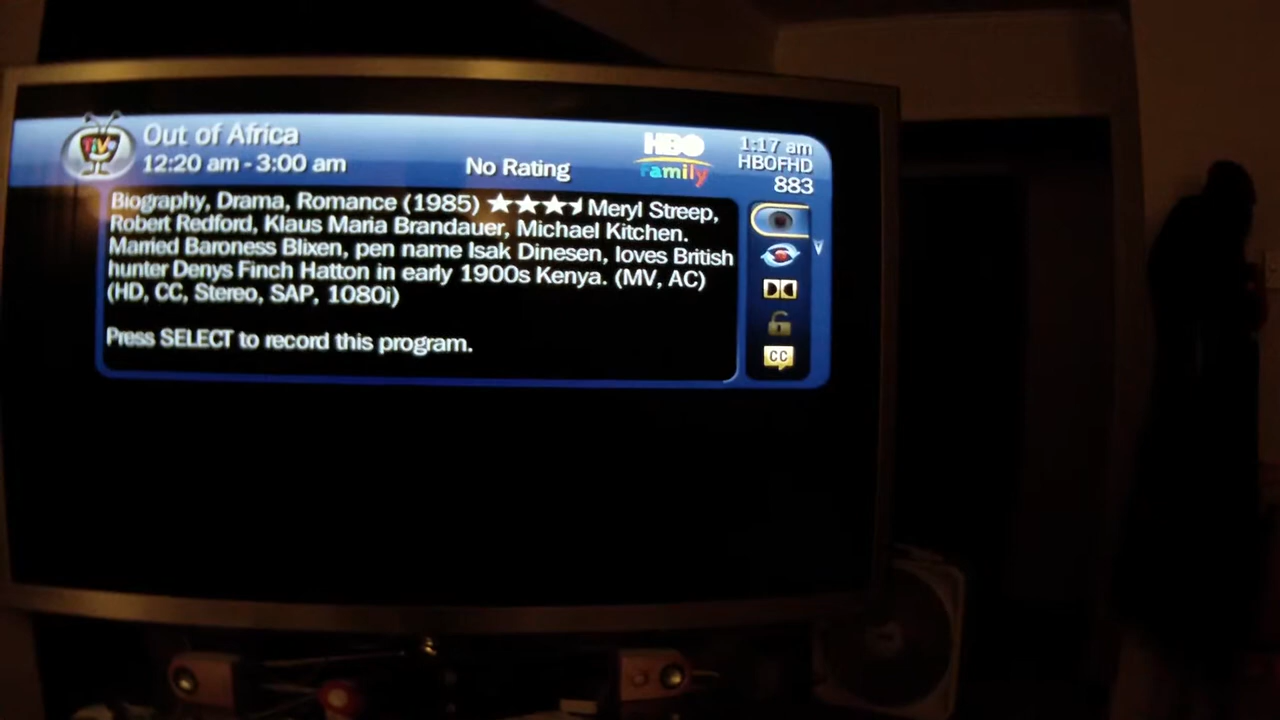 TiVo
Out of Africa
12:20 am - 3:00 am
No Rating
HBO
family
1:17 am
HBOFHD
883
Biography, Drama, Romance (1985) ★★★ Meryl Streep,
Robert Redford, Klaus Maria Brandauer, Michael Kitchen.
Married Baroness Blixen, pen name Isak Dinesen, loves British
hunter Denys Finch Hatton in early 1900s Kenya. (MV, AC)
(HD, CC, Stereo, SAP, 1080i)
Press SELECT to record this program.
CC